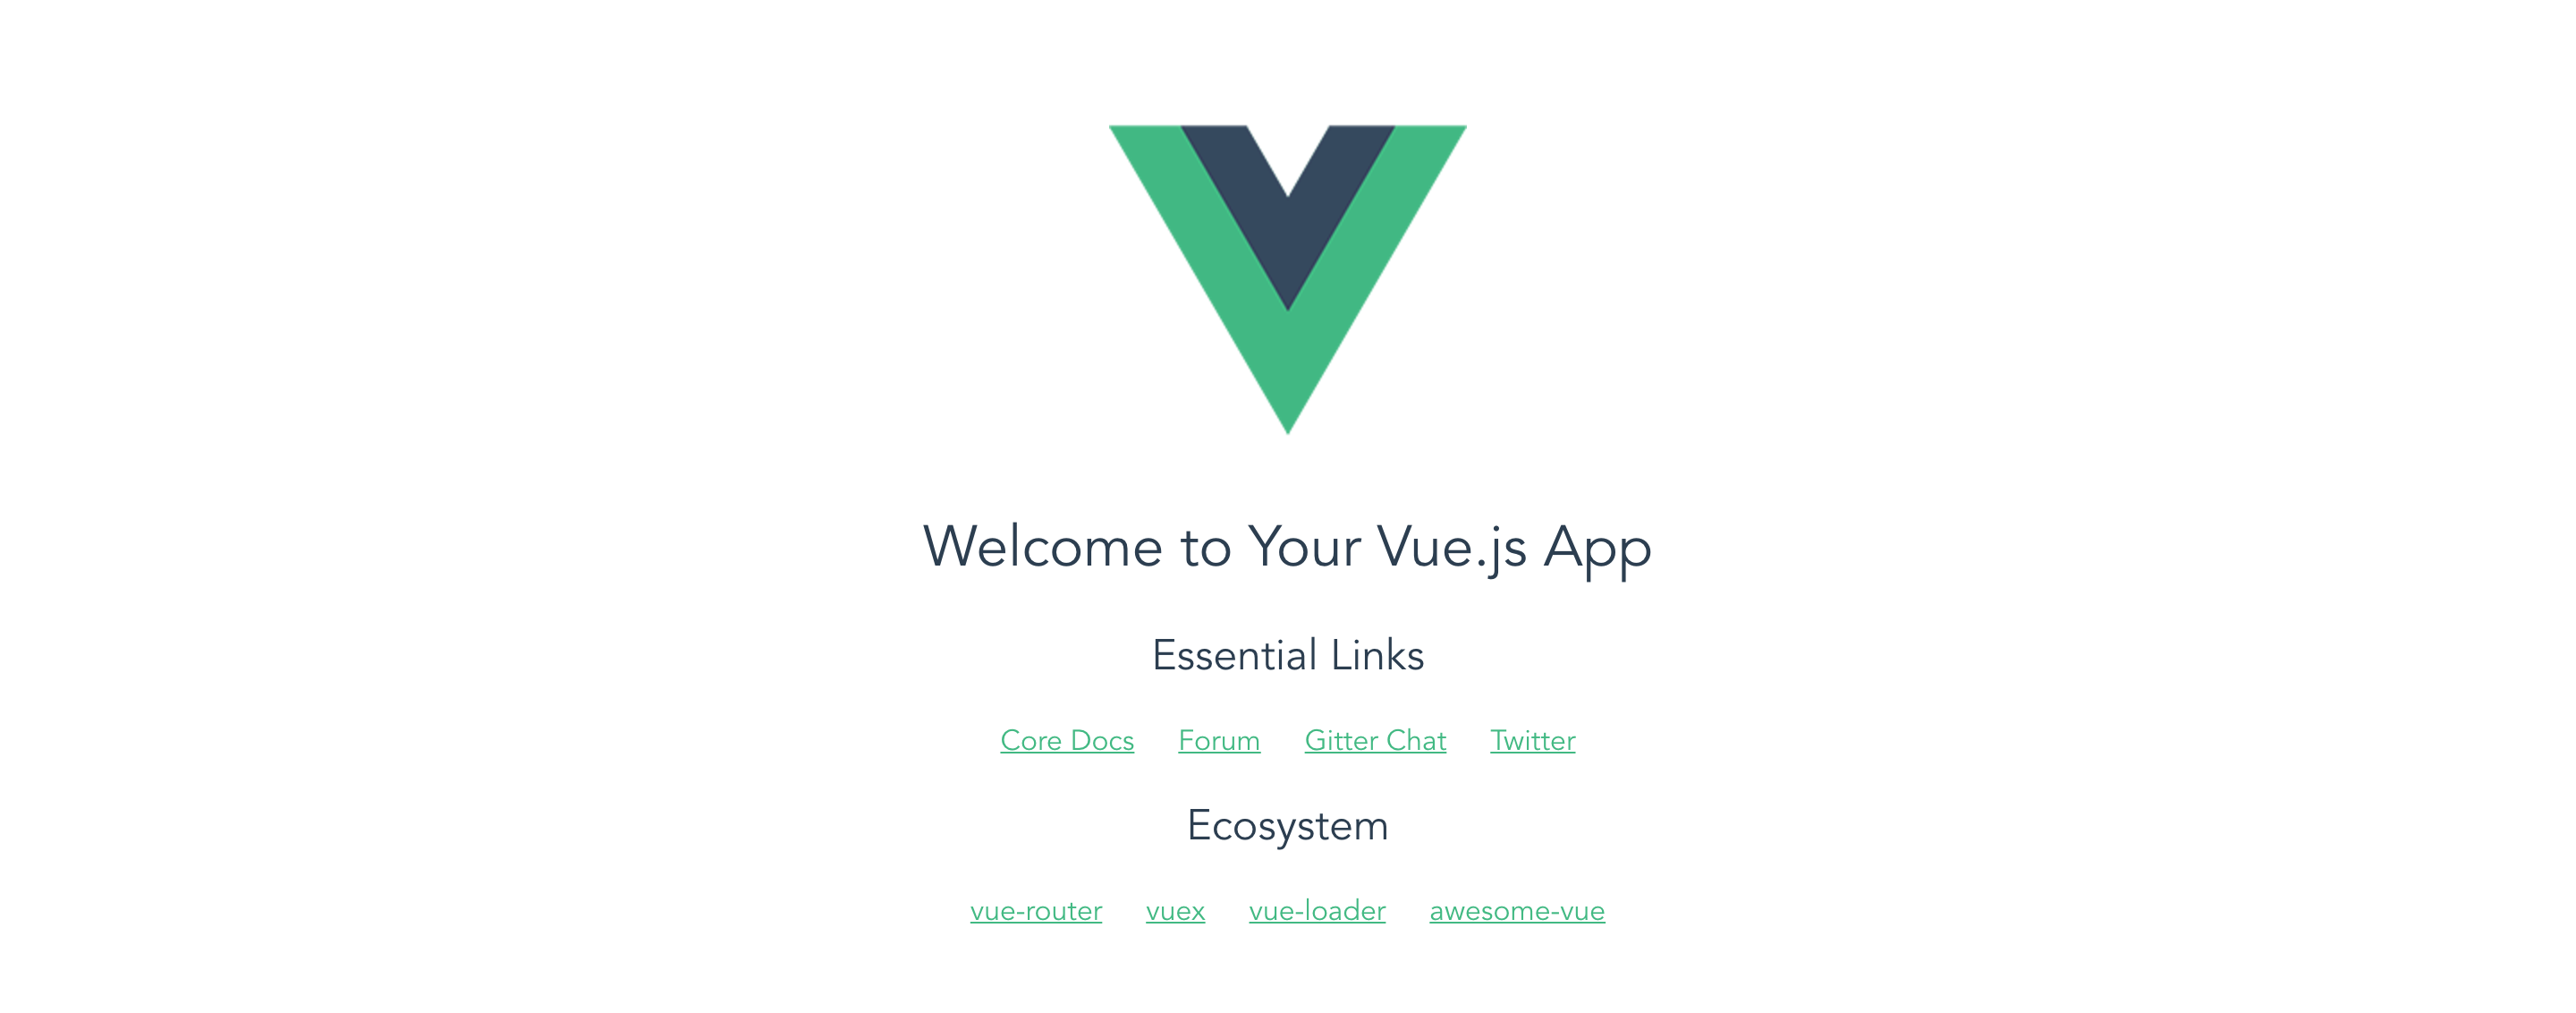 Welcome to Your Vue.js App
Essential Links
Core Docs Forum Gitter Chat Twitter
Ecosystem
vue-router vuex vue-loader awesome-vue